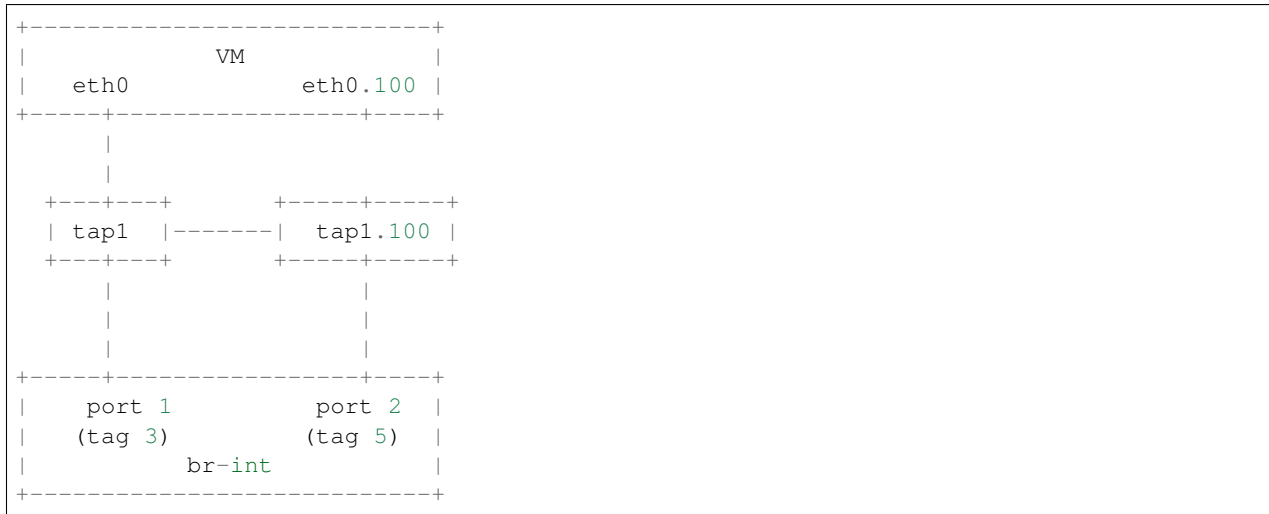 +----------------------------+
|             VM             |
|   eth0            eth0.100 |
+-----+-----------------+----+
      |
      |
  +---+---+       +-----+-----+
  | tap1  |-------|  tap1.100 |
  +---+---+       +-----+-----+
      |                 |
      |                 |
      |                 |
+-----+-----------------+----+
|    port 1          port 2  |
|   (tag 3)         (tag 5)  |
|           br-int           |
+----------------------------+